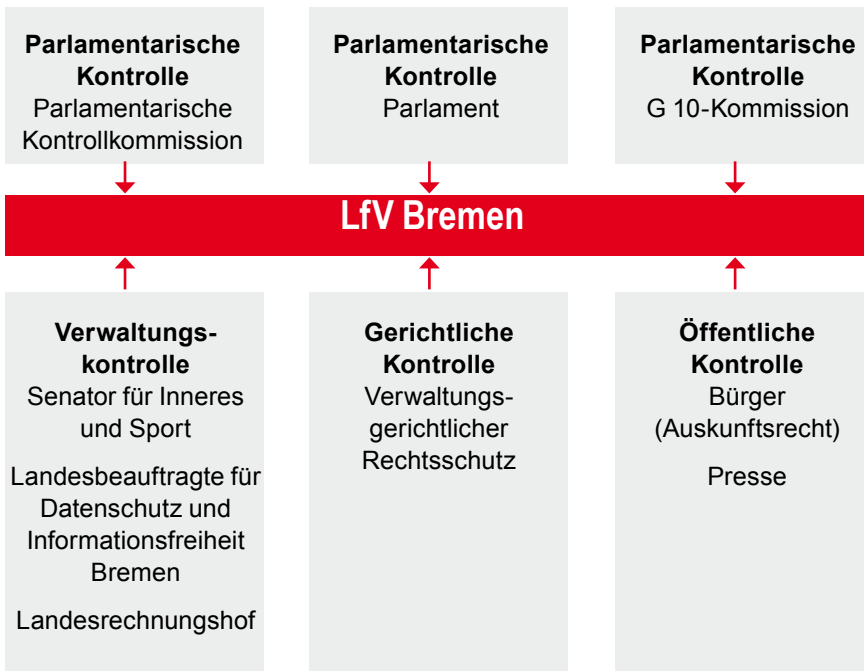 Parlamentarische
Kontrolle
Parlamentarische
Kontrollkommission
Parlamentarische
Kontrolle
Parlament
Parlamentarische
Kontrolle
G 10-Kommission
LfV Bremen
Verwaltungs-
kontrolle
Senator für Inneres
und Sport
Landesbeauftragte für
Datenschutz und
Informationsfreiheit
Bremen
Landesrechnungshof
Gerichtliche
Kontrolle
Verwaltungs-
gerichtlicher
Rechtsschutz
Öffentliche
Kontrolle
Bürger
(Auskunftsrecht)
Presse